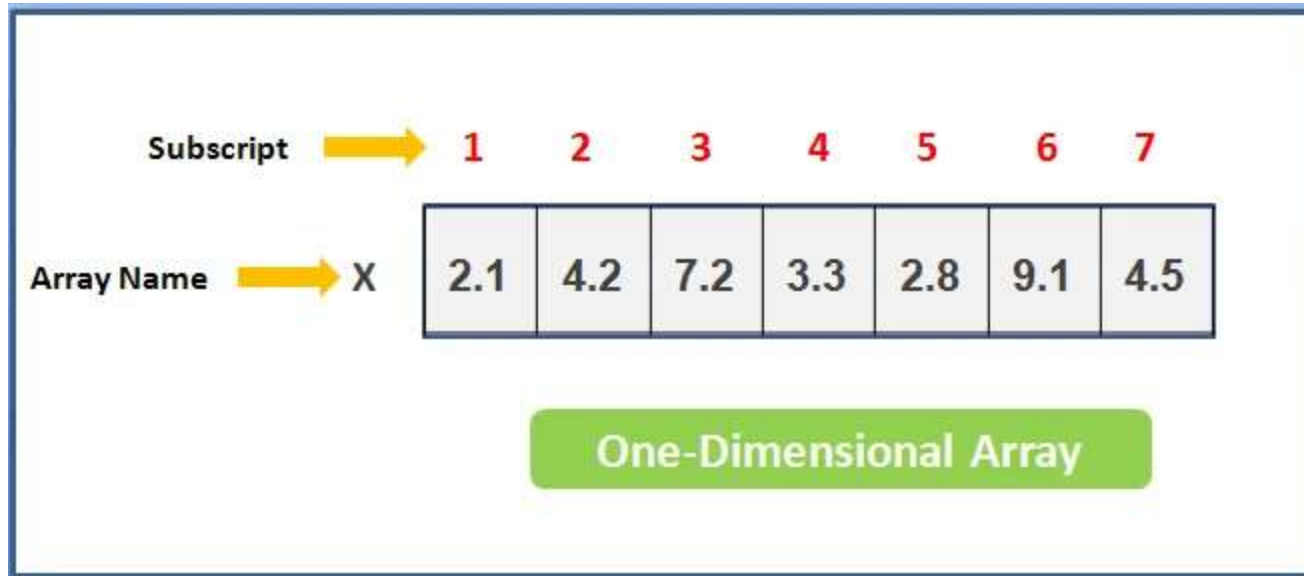 Subscript 1 2 3 4 5 6 7
Array Name X 2.1 4.2 7.2 3.3 2.8 9.1 4.5
One-Dimensional Array